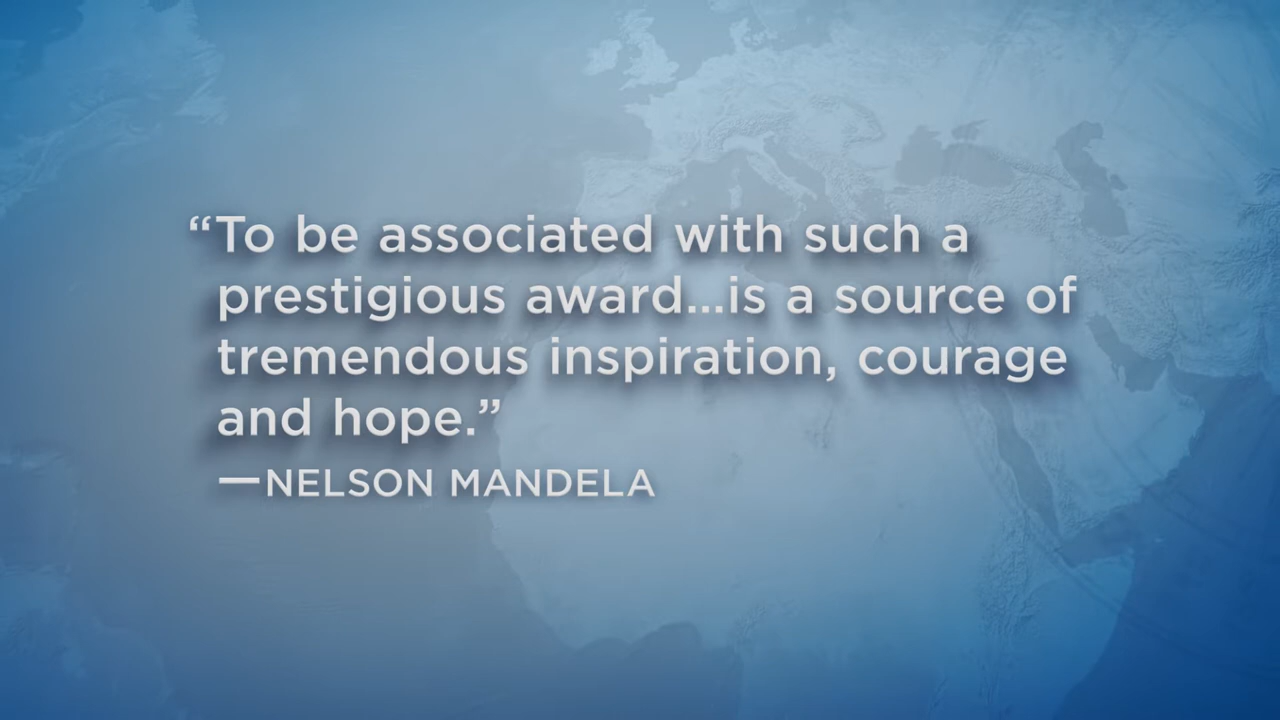 “To be associated with such a
prestigious award...is a source of
tremendous inspiration, courage
and hope.”
—NELSON MANDELA